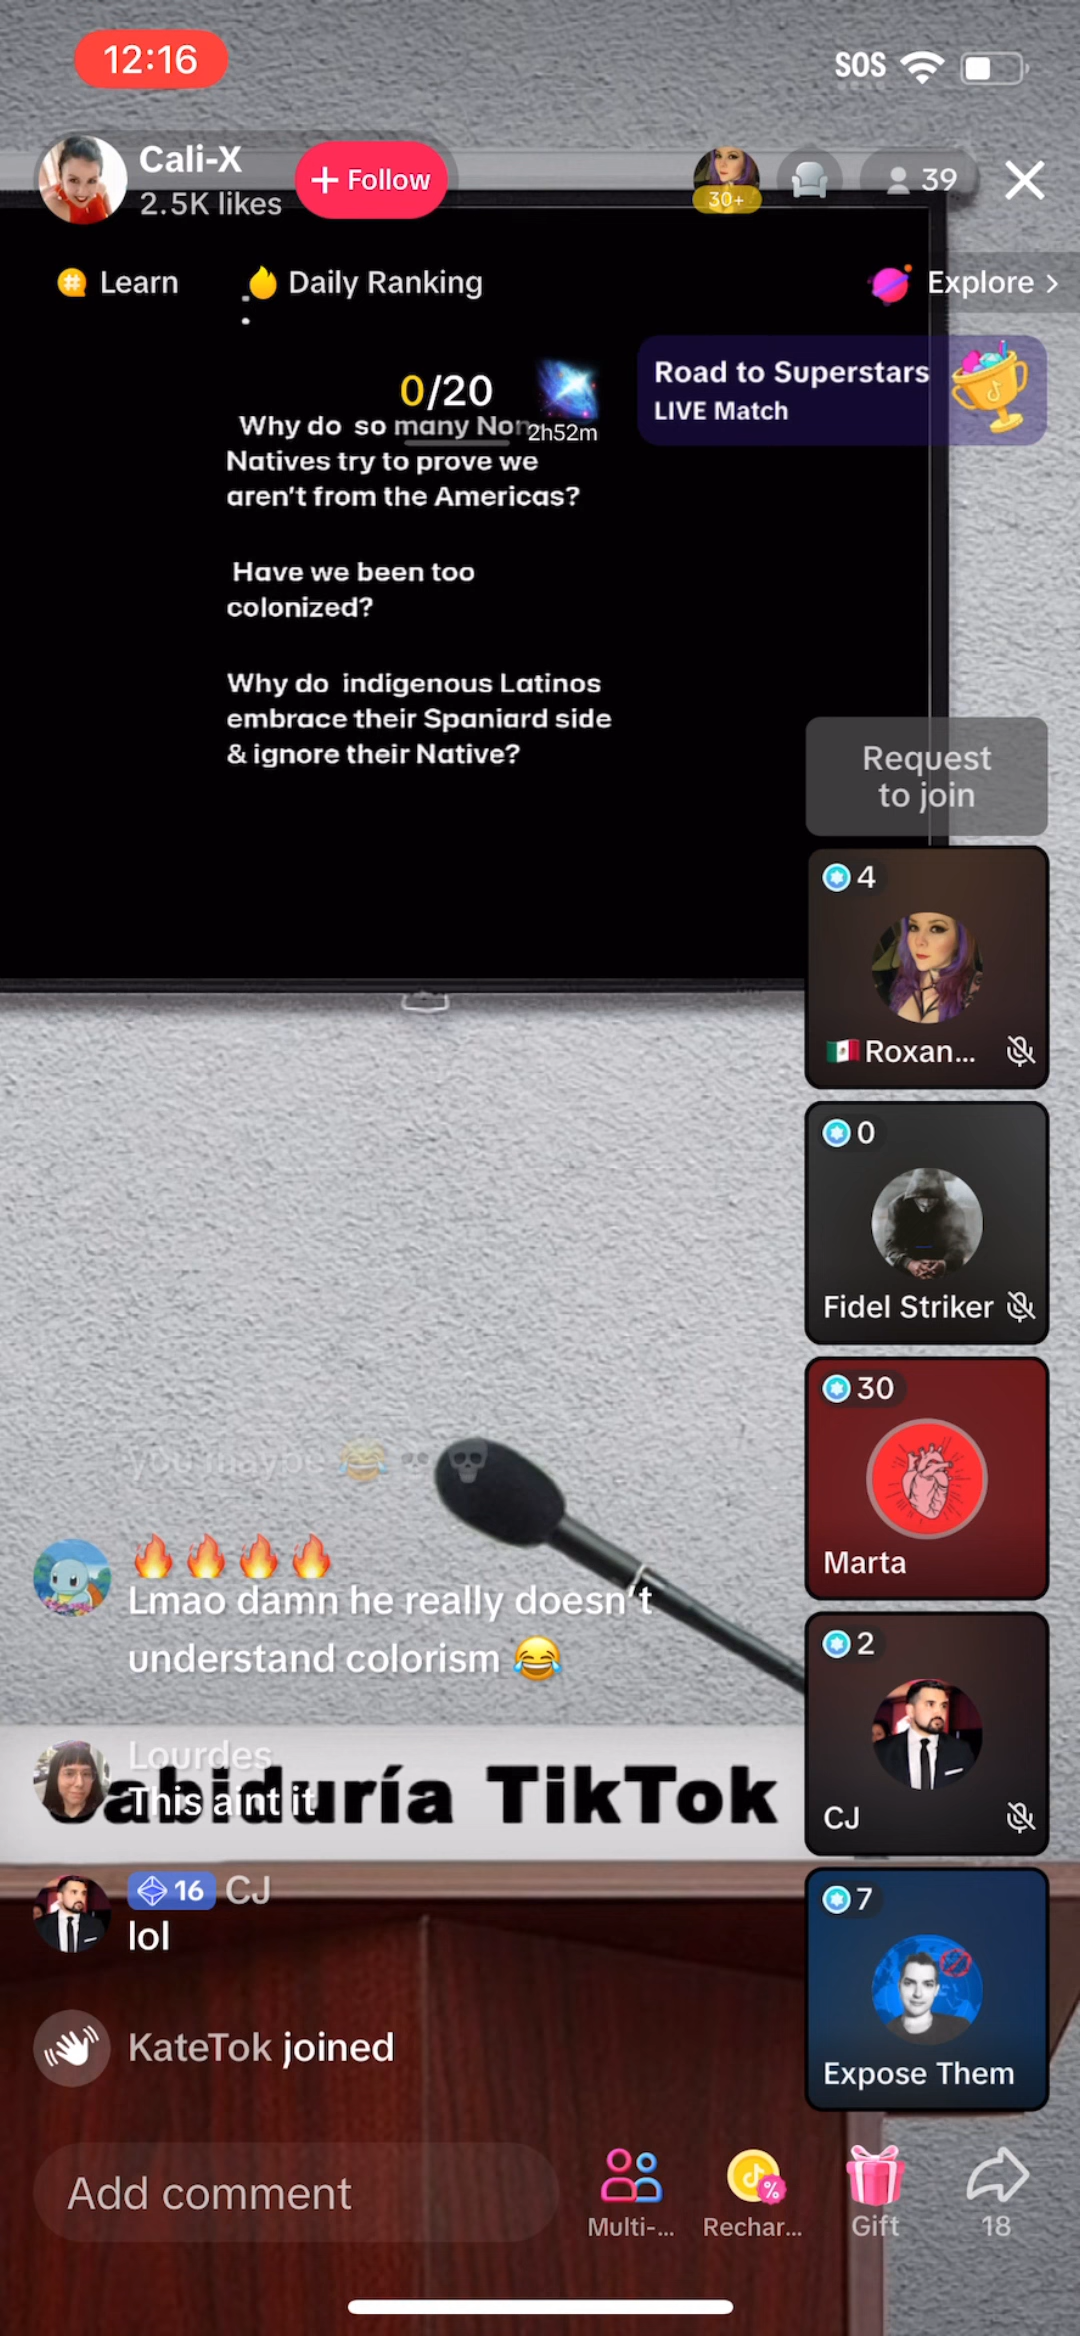 12:16
SOS
Cali-X
2.5K likes
+ Follow
30+
39
Learn
Daily Ranking
Explore >
0/20
2h52m
Road to Superstars
LIVE Match
Why do so many Non
Natives try to prove we
aren't from the Americas?
Have we been too
colonized?
Why do indigenous Latinos
embrace their Spaniard side
& ignore their Native?
Request
to join
4
🇲🇽 Roxan...
0
Fidel Striker
30
Marta
2
CJ
7
Expose Them
🔥🔥🔥🔥
Lmao damn he really doesn't
understand colorism 😂
Lourdes
This aint it
abiduría TikTok
16 CJ
lol
KateTok joined
Add comment
Multi-...
Rechar...
Gift
18